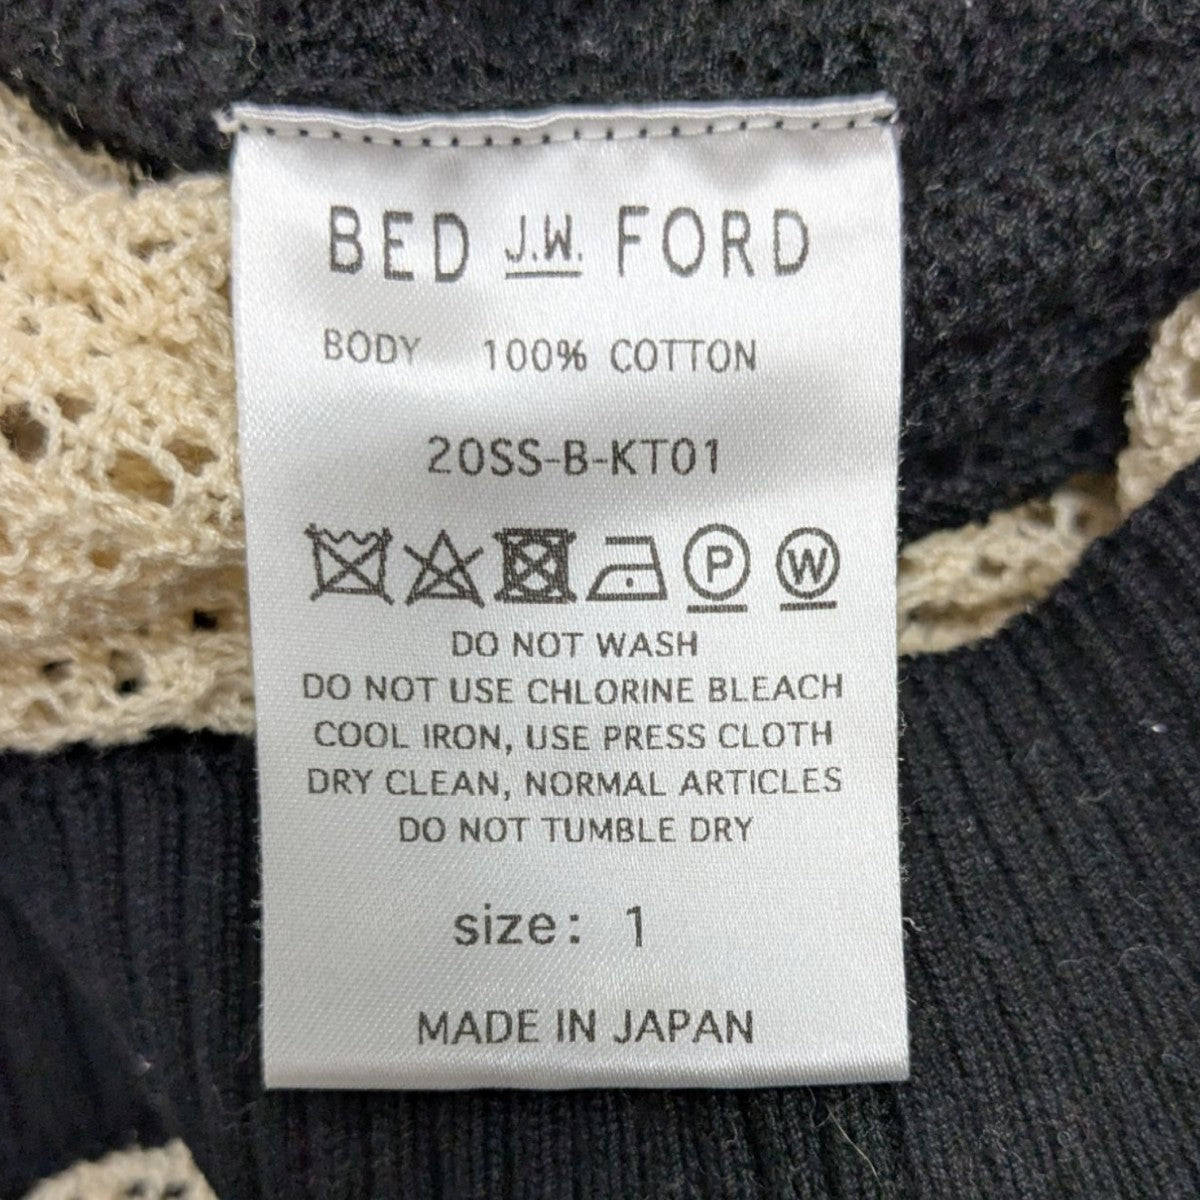 BED J.W. FORD
BODY 100% COTTON
20SS-B-KT01
P W
DO NOT WASH
DO NOT USE CHLORINE BLEACH
COOL IRON, USE PRESS CLOTH
DRY CLEAN, NORMAL ARTICLES
DO NOT TUMBLE DRY
size: 1
MADE IN JAPAN